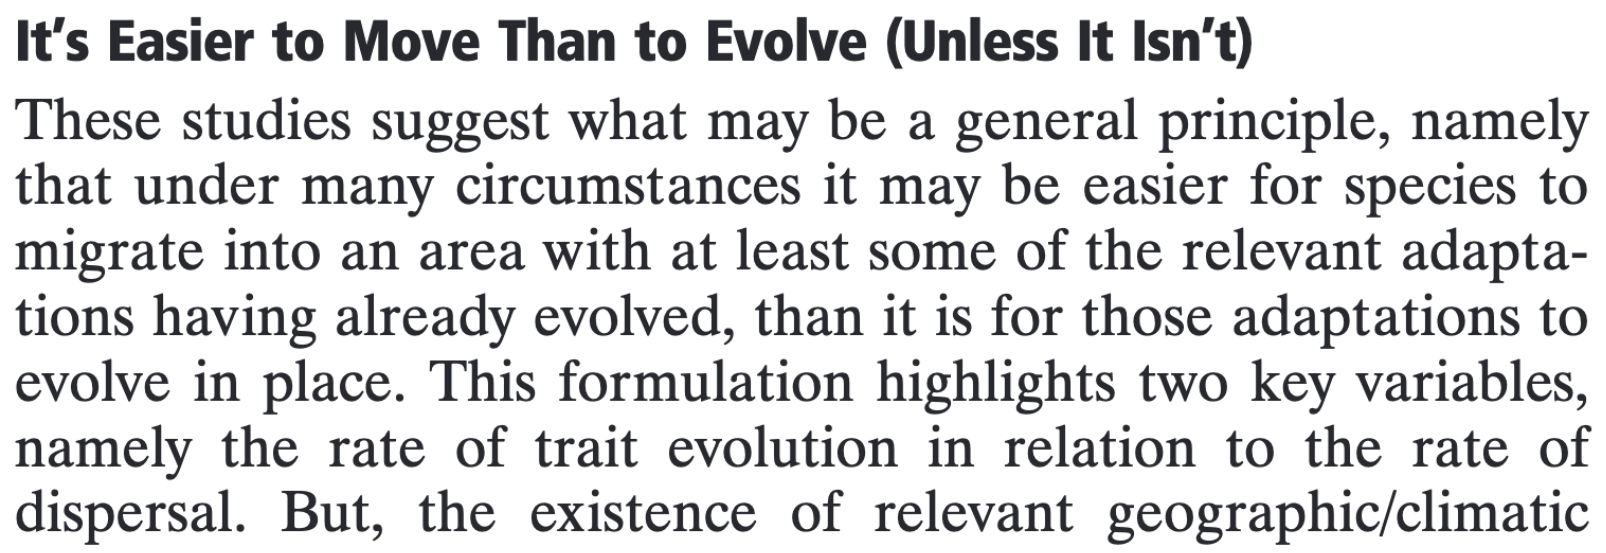 It’s Easier to Move Than to Evolve (Unless It Isn’t)
These studies suggest what may be a general principle, namely
that under many circumstances it may be easier for species to
migrate into an area with at least some of the relevant adapta-
tions having already evolved, than it is for those adaptations to
evolve in place. This formulation highlights two key variables,
namely the rate of trait evolution in relation to the rate of
dispersal. But, the existence of relevant geographic/climatic